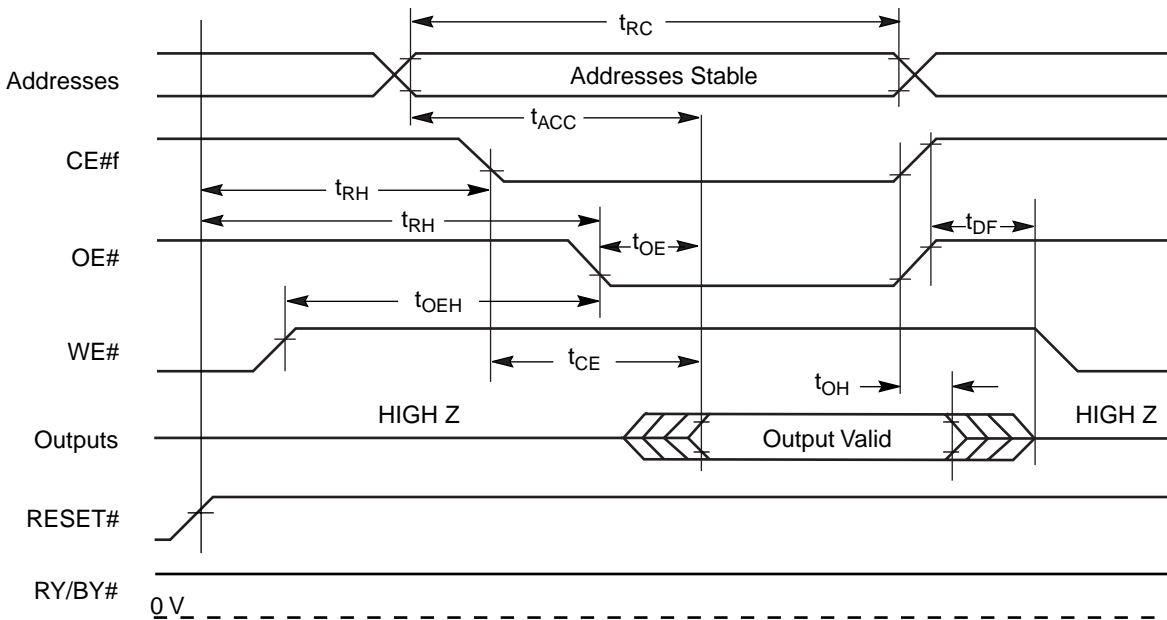 tRC
Addresses
Addresses Stable
tACC
CE#f
tRH
tRH
tDF
OE#
tOE
tOEH
WE#
tCE
tOH
HIGH Z
HIGH Z
Outputs
Output Valid
RESET#
RY/BY#
0 V